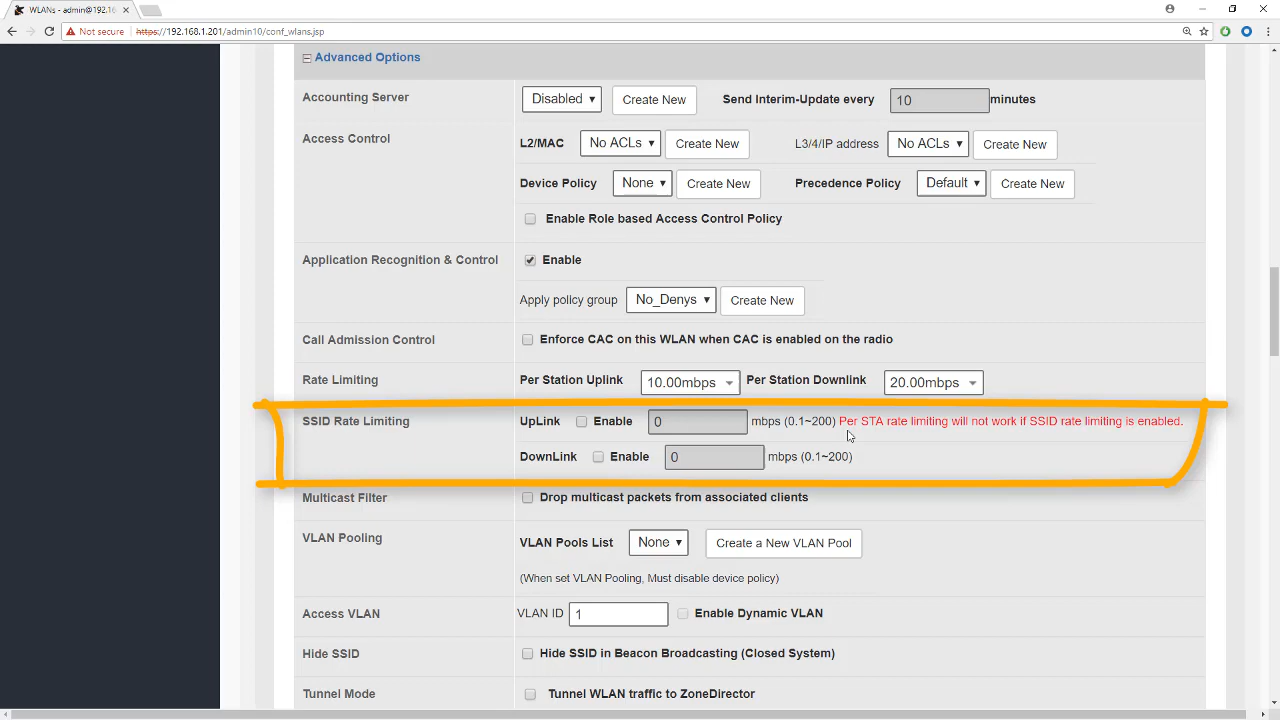 WLANs - admin@192.16
Not secure https://192.168.1.201/admin10/conf_wlans.jsp
Advanced Options
Accounting Server Disabled Create New Send Interim-Update every 10 minutes
Access Control L2/MAC No ACLs Create New L3/4/IP address No ACLs Create New
Device Policy None Create New Precedence Policy Default Create New
Enable Role based Access Control Policy
Application Recognition & Control Enable
Apply policy group No_Denys Create New
Call Admission Control Enforce CAC on this WLAN when CAC is enabled on the radio
Rate Limiting Per Station Uplink 10.00mbps Per Station Downlink 20.00mbps
SSID Rate Limiting UpLink Enable 0 mbps (0.1~200) Per STA rate limiting will not work if SSID rate limiting is enabled.
DownLink Enable 0 mbps (0.1~200)
Multicast Filter Drop multicast packets from associated clients
VLAN Pooling VLAN Pools List None Create a New VLAN Pool
(When set VLAN Pooling, Must disable device policy)
Access VLAN VLAN ID 1 Enable Dynamic VLAN
Hide SSID Hide SSID in Beacon Broadcasting (Closed System)
Tunnel Mode Tunnel WLAN traffic to ZoneDirector